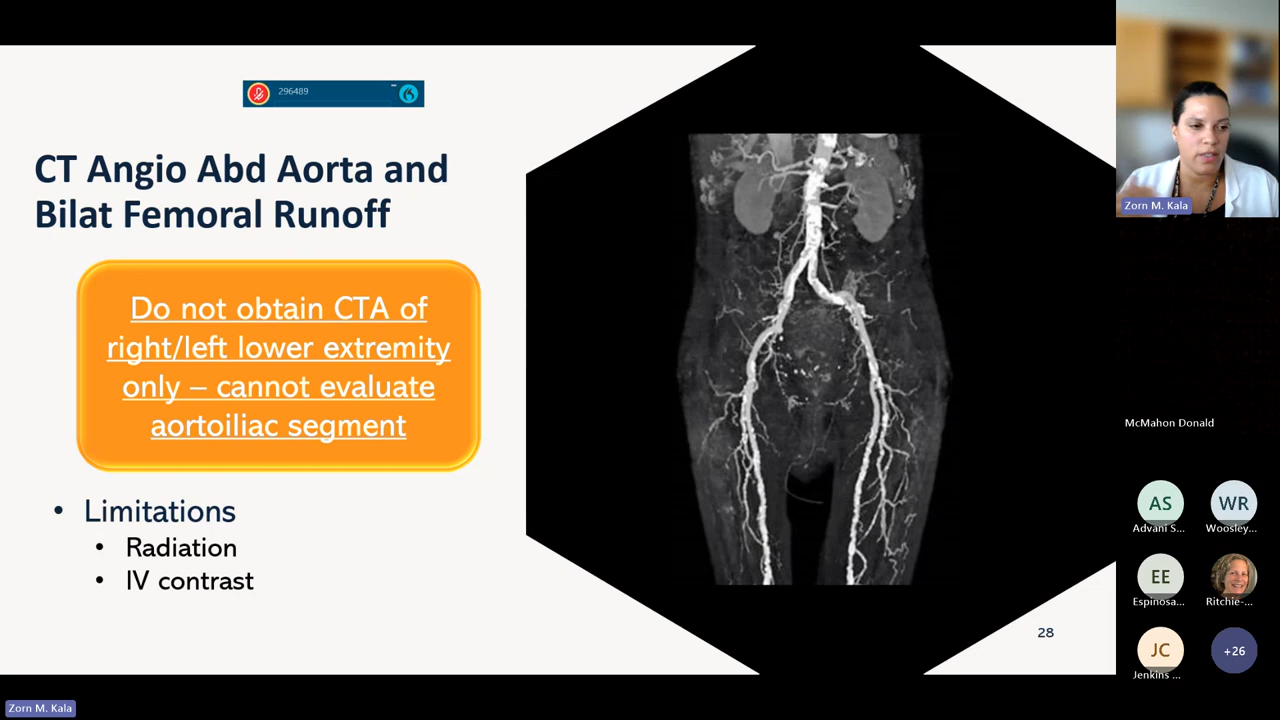 296489
CT Angio Abd Aorta and
Bilat Femoral Runoff
Do not obtain CTA of
right/left lower extremity
only – cannot evaluate
aortoiliac segment
• Limitations
• Radiation
• IV contrast
28
Zorn M. Kala
McMahon Donald
AS
WR
Advani S...
Woosley...
EE
Espinosa...
Ritchie-...
JC
+26
Jenkins ...
Zorn M. Kala